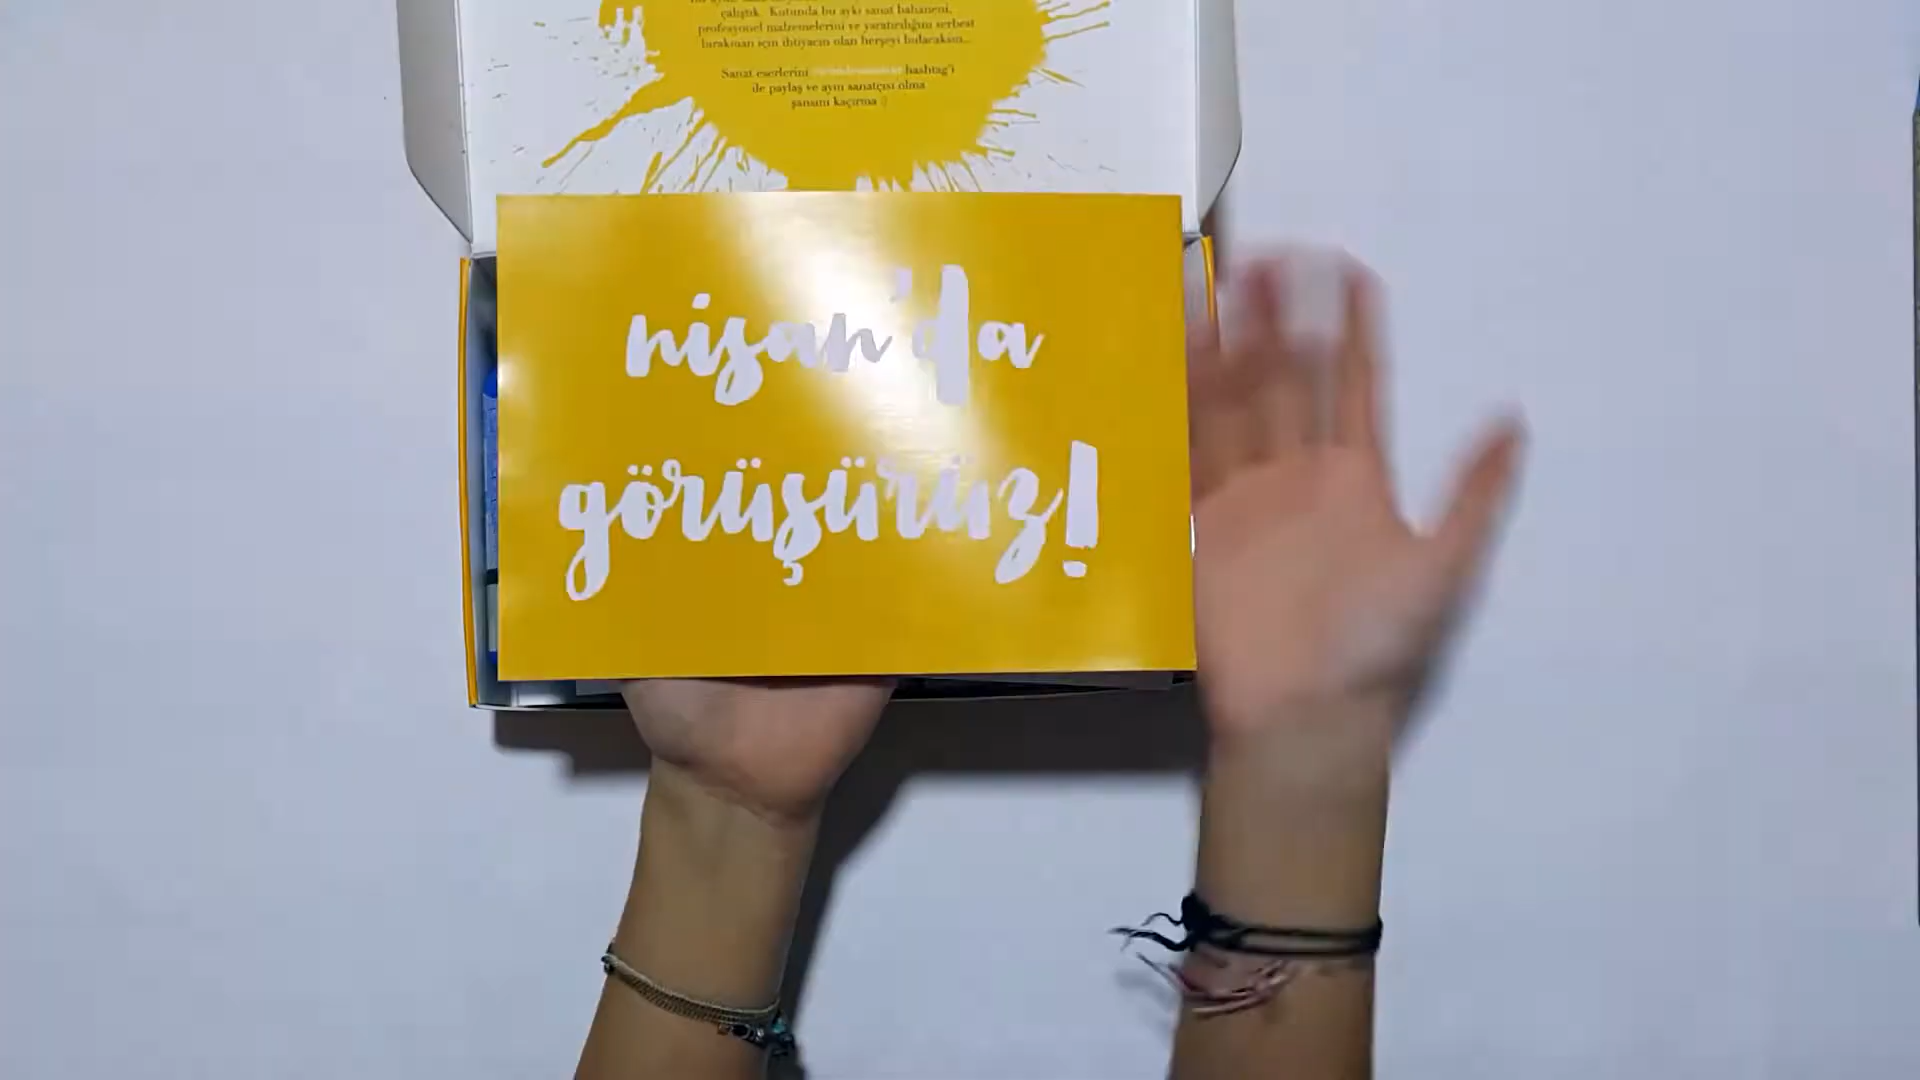 çalıştık. Kutunda bu ayki sanat bahaneni,
profesyonel malzemelerini ve yaratıcılığını serbest
bırakman için ihtiyacın olan herşeyi bulacaksın...
Sanat eserlerini hashtag'i
ile paylaş ve ayın sanatçısı olma
şansını kaçırma :)
nisan'da
görüşürüz!